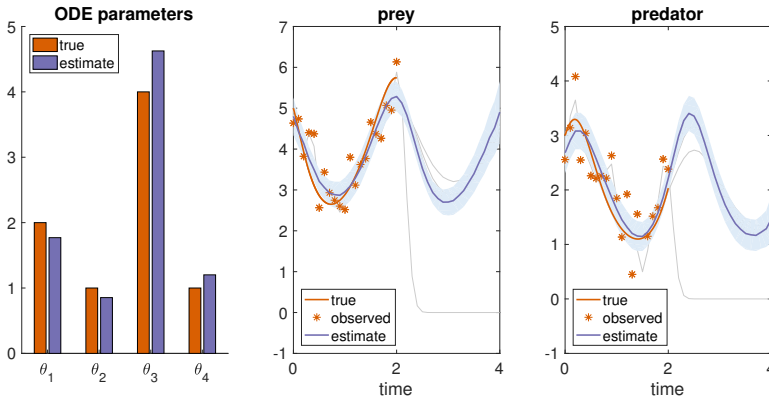 ODE parameters
5
4
3
2
1
0
true
estimate
θ1
θ2
θ3
θ4
prey
7
6
5
4
3
2
1
0
-1
true
observed
estimate
0
2
4
time
predator
5
4
3
2
1
0
-1
true
observed
estimate
0
2
4
time